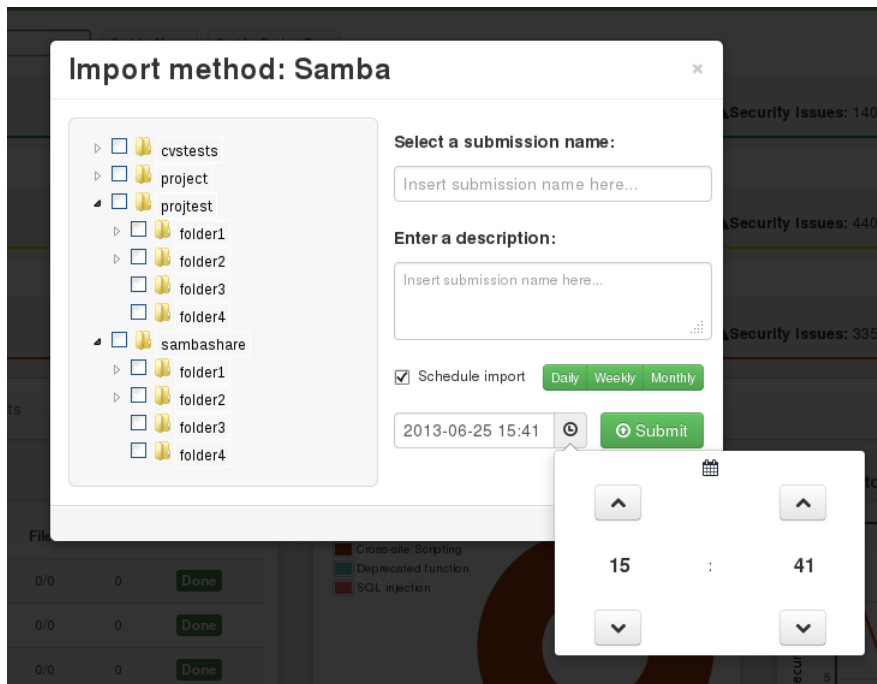 Import method: Samba
×
cvstests
project
projtest
folder1
folder2
folder3
folder4
sambashare
folder1
folder2
folder3
folder4
Select a submission name:
Insert submission name here...
Enter a description:
Insert submission name here...
Schedule import
Daily Weekly Monthly
2013-06-25 15:41
Submit
15 : 41
Security Issues: 140
Security Issues: 440
Security Issues: 335
ts
0/0 0 Done
0/0 0 Done
0/0 0 Done
Cross-site Scripting
Deprecated function
SQL injection
5